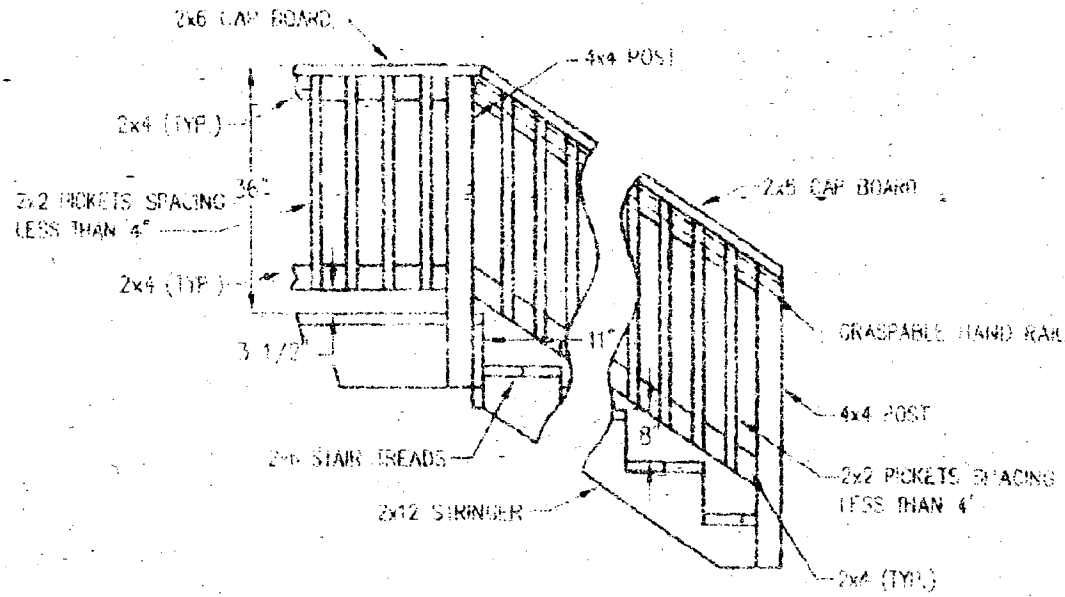 2x6 CAP BOARD
4x4 POST
2x4 (TYP.)
36"
2x2 PICKETS SPACING
LESS THAN 4"
2x4 (TYP.)
2x6 CAP BOARD
3 1/2"
11"
GRASPABLE HAND RAIL
8"
4x4 POST
2x6 STAIR TREADS
2x12 STRINGER
2x2 PICKETS SPACING
LESS THAN 4"
2x4 (TYP.)